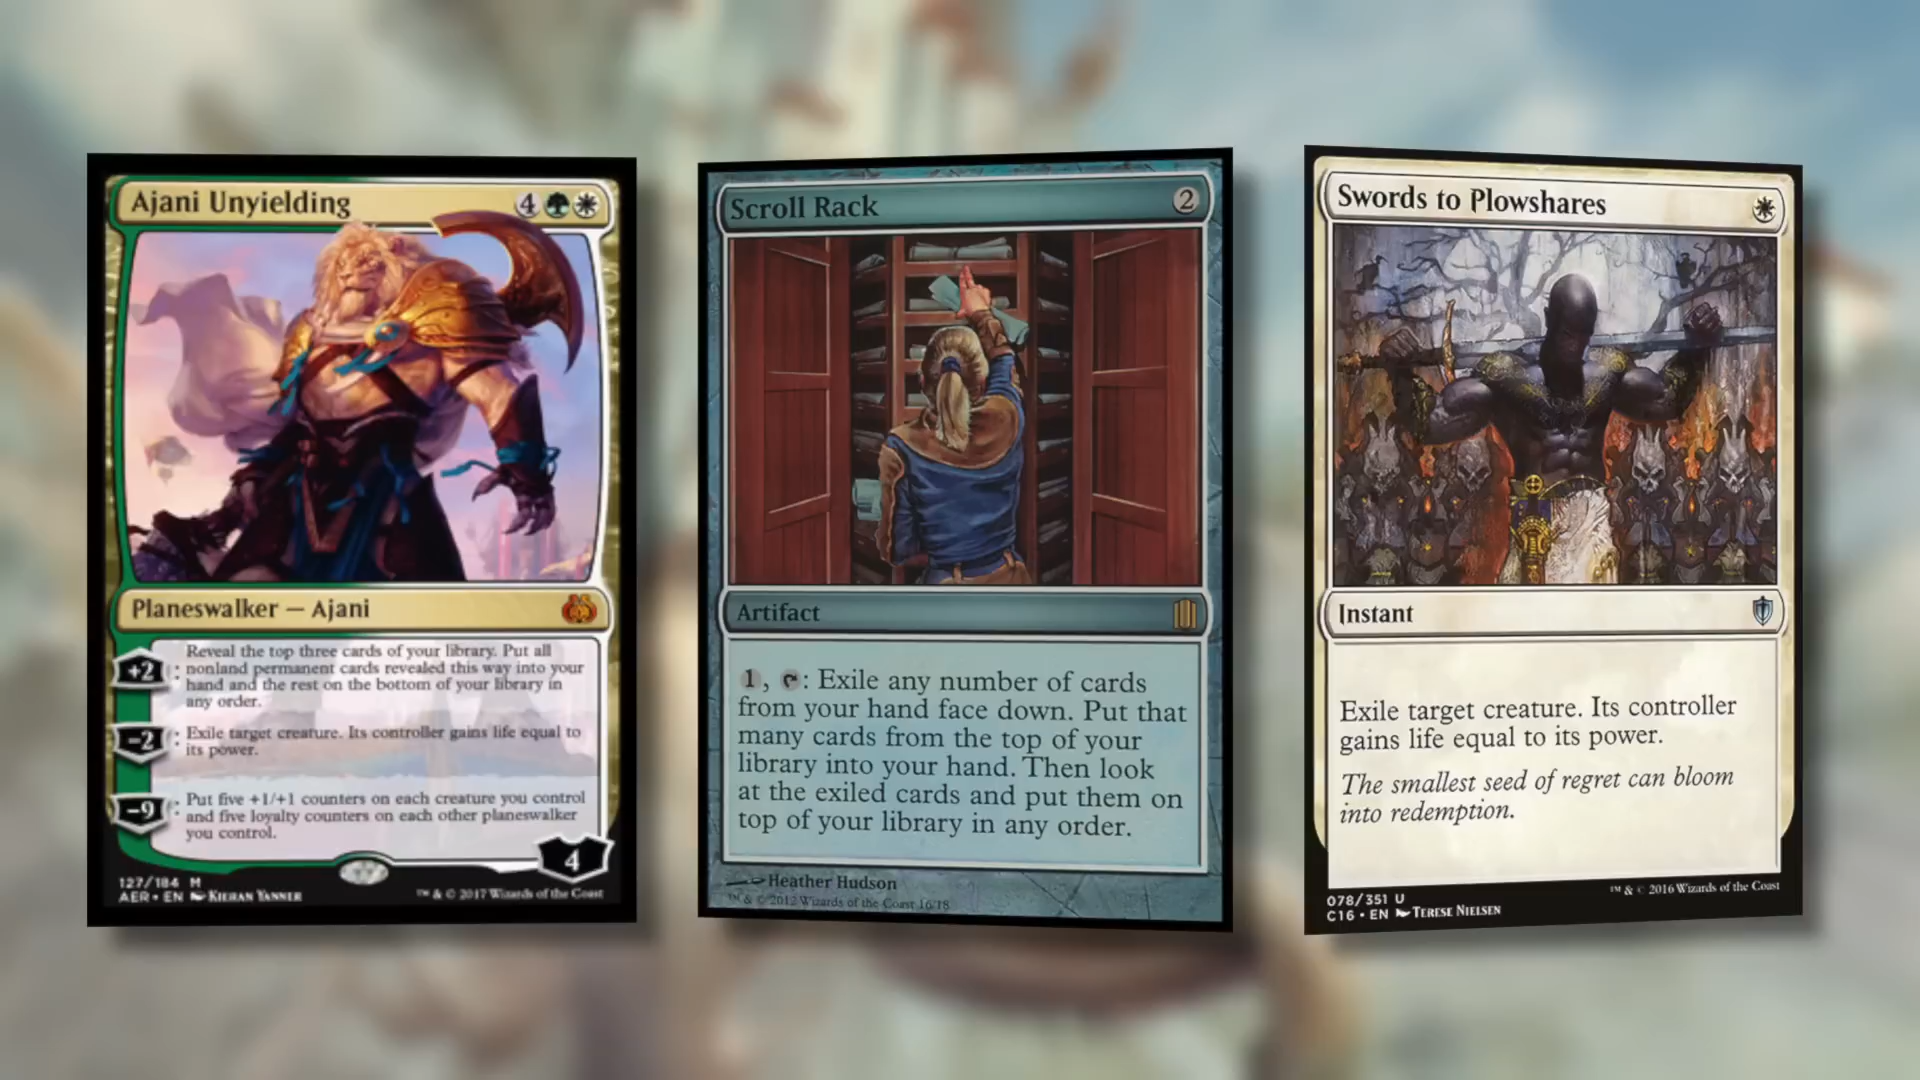 Ajani Unyielding
4
Planeswalker — Ajani
+2: Reveal the top three cards of your library. Put all
nonland permanent cards revealed this way into your
hand and the rest on the bottom of your library in
any order.
-2: Exile target creature. Its controller gains life equal to
its power.
-9: Put five +1/+1 counters on each creature you control
and five loyalty counters on each other planeswalker
you control.
4
127/184 M
AER • EN Kieran Yanner
™ & © 2017 Wizards of the Coast
Scroll Rack
2
Artifact
1, : Exile any number of cards
from your hand face down. Put that
many cards from the top of your
library into your hand. Then look
at the exiled cards and put them on
top of your library in any order.
Heather Hudson
™ & © 2012 Wizards of the Coast 16/18
Swords to Plowshares
Instant
Exile target creature. Its controller
gains life equal to its power.
The smallest seed of regret can bloom
into redemption.
078/351 U
C16 • EN Terese Nielsen
™ & © 2016 Wizards of the Coast